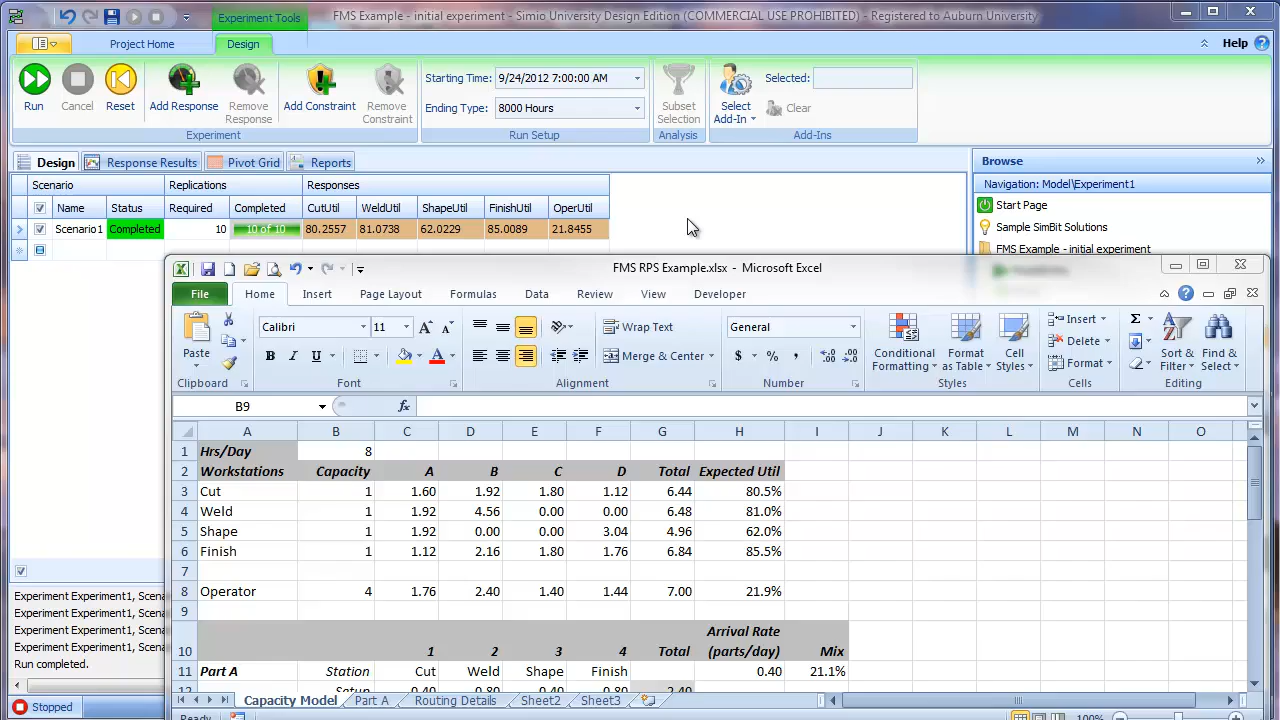 FMS Example - initial experiment - Simio University Design Edition (COMMERCIAL USE PROHIBITED) - Registered to Auburn University
Experiment Tools
Project Home
Design
Help
Run
Cancel
Reset
Add Response
Remove Response
Add Constraint
Remove Constraint
Experiment
Starting Time: 9/24/2012 7:00:00 AM
Ending Type: 8000 Hours
Run Setup
Subset Selection
Analysis
Select Add-In
Selected:
Clear
Add-Ins
Design
Response Results
Pivot Grid
Reports
Browse
Navigation: Model\Experiment1
Start Page
Sample SimBit Solutions
FMS Example - initial experiment
Scenario Replications Responses
Name Status Required Completed CutUtil WeldUtil ShapeUtil FinishUtil OperUtil
Scenario1 Completed 10 10 of 10 80.2557 81.0738 62.0229 85.0089 21.8455
Experiment Experiment1, Scena
Experiment Experiment1, Scena
Experiment Experiment1, Scena
Experiment Experiment1, Scena
Run completed.
Stopped
FMS RPS Example.xlsx - Microsoft Excel
File Home Insert Page Layout Formulas Data Review View Developer
Paste
Clipboard
Calibri 11
A A
B I U A
Font
Wrap Text
Merge & Center
Alignment
General
$ % ,
Number
Conditional Formatting
Format as Table
Cell Styles
Styles
Insert
Delete
Format
Cells
Σ
Sort & Filter
Find & Select
Editing
B9 fx
A B C D E F G H I J K L M N O
1 Hrs/Day 8
2 Workstations Capacity A B C D Total Expected Util
3 Cut 1 1.60 1.92 1.80 1.12 6.44 80.5%
4 Weld 1 1.92 4.56 0.00 0.00 6.48 81.0%
5 Shape 1 1.92 0.00 0.00 3.04 4.96 62.0%
6 Finish 1 1.12 2.16 1.80 1.76 6.84 85.5%
7
8 Operator 4 1.76 2.40 1.40 1.44 7.00 21.9%
9
10 1 2 3 4 Total Arrival Rate (parts/day) Mix
11 Part A Station Cut Weld Shape Finish 0.40 21.1%
12 Setup 0.40 0.80 0.40 0.80 2.40
Capacity Model Part A Routing Details Sheet2 Sheet3
Ready 100%